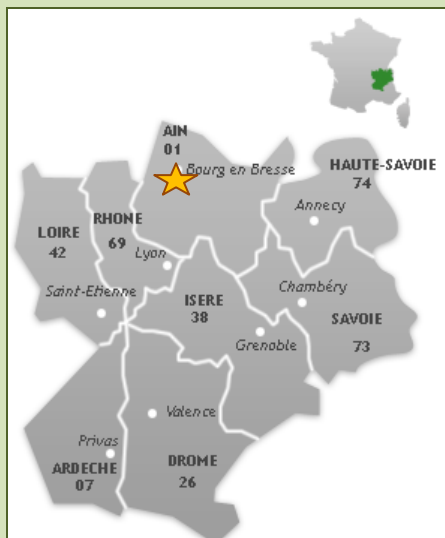 AIN
01
Bourg en Bresse
HAUTE-SAVOIE
74
Annecy
RHONE
69
LOIRE
42
Lyon
Saint-Etienne
ISERE
38
Chambéry
SAVOIE
73
Grenoble
Valence
Privas
ARDECHE
07
DROME
26